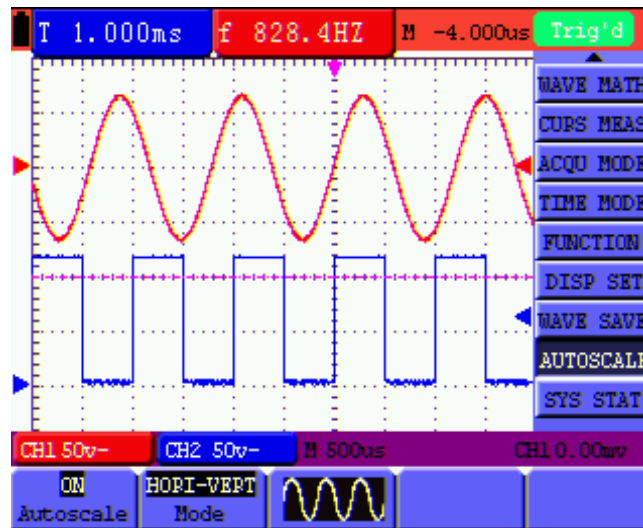 T 1.000ms f 828.4HZ M -4.000us Trig'd
WAVE MATH
CURS MEAS
ACQU MODE
TIME MODE
FUNCTION
DISP SET
WAVE SAVE
AUTOSCALE
SYS STAT
CH1 50v~ CH2 50v~ M 500us CH1 0.00mv
ON HORI-VERT
Autoscale Mode